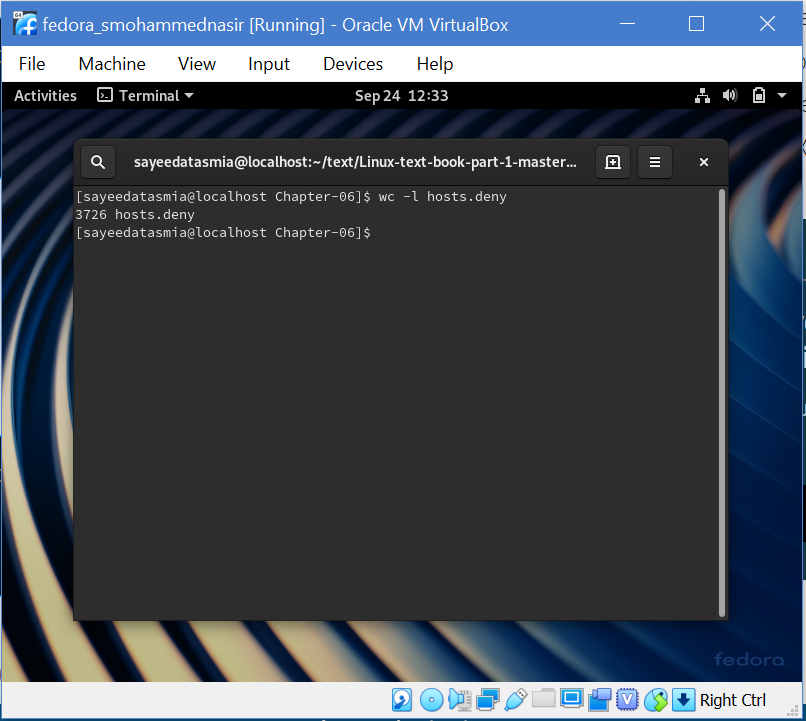 fedora_smohammednasir [Running] - Oracle VM VirtualBox
File Machine View Input Devices Help
Activities Terminal Sep 24 12:33
sayeedatasmia@localhost:~/text/Linux-text-book-part-1-master...
[sayeedatasmia@localhost Chapter-06]$ wc -l hosts.deny
3726 hosts.deny
[sayeedatasmia@localhost Chapter-06]$
fedora
Right Ctrl